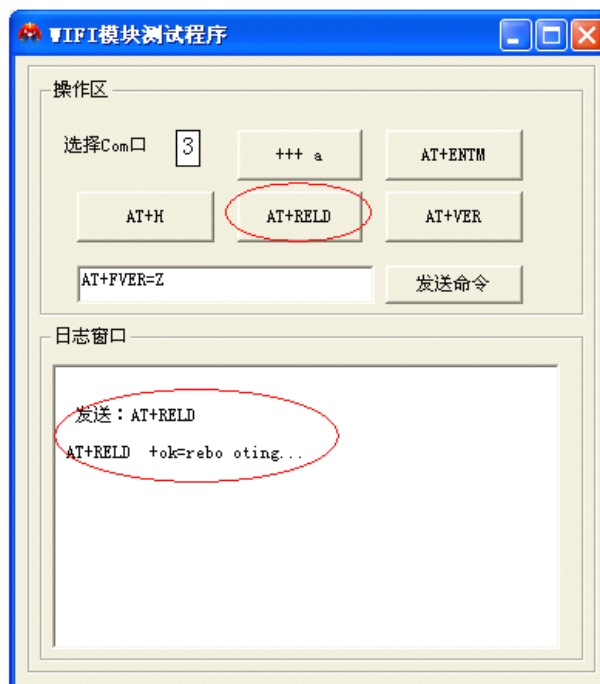 WIFI模块测试程序
操作区
选择Com口 3 +++ a AT+ENTM
AT+H AT+RELD AT+VER
AT+FVER=Z 发送命令
日志窗口
发送：AT+RELD
AT+RELD +ok=rebo oting...